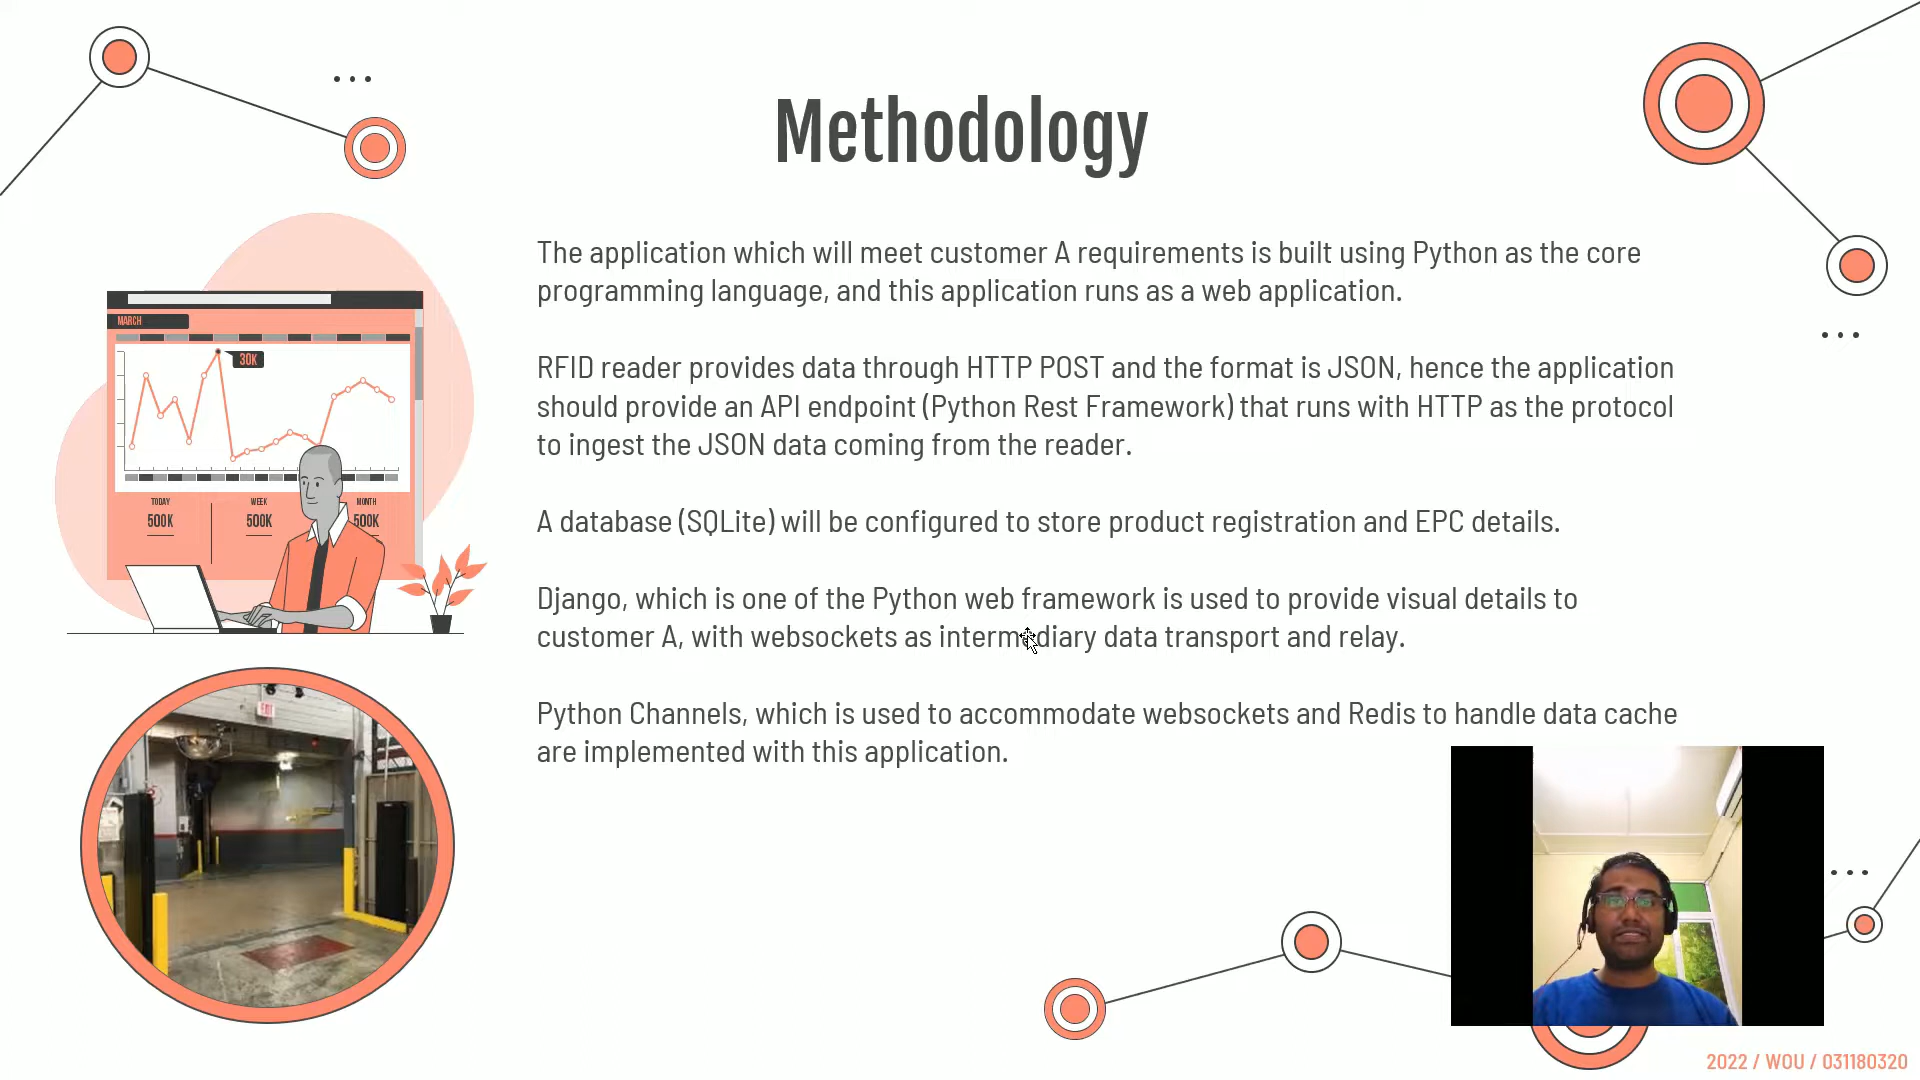 Methodology
The application which will meet customer A requirements is built using Python as the core
programming language, and this application runs as a web application.
RFID reader provides data through HTTP POST and the format is JSON, hence the application
should provide an API endpoint (Python Rest Framework) that runs with HTTP as the protocol
to ingest the JSON data coming from the reader.
A database (SQLite) will be configured to store product registration and EPC details.
Django, which is one of the Python web framework is used to provide visual details to
customer A, with websockets as intermediary data transport and relay.
Python Channels, which is used to accommodate websockets and Redis to handle data cache
are implemented with this application.
MARCH
30K
TODAY
WEEK
MONTH
500K
500K
500K
EXIT
2022 / WOU / 031180320